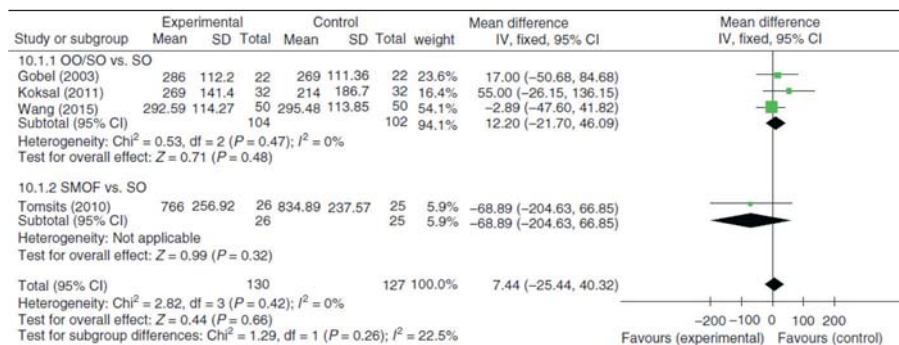 Experimental Control Mean difference Mean difference
Study or subgroup Mean SD Total Mean SD Total weight IV, fixed, 95% CI IV, fixed, 95% CI
10.1.1 OO/SO vs. SO
Gobel (2003) 286 112.2 22 269 111.36 22 23.6% 17.00 (−50.68, 84.68)
Koksal (2011) 269 141.4 32 214 186.7 32 16.4% 55.00 (−26.15, 136.15)
Wang (2015) 292.59 114.27 50 295.48 113.85 50 54.1% −2.89 (−47.60, 41.82)
Subtotal (95% CI) 104 102 94.1% 12.20 (−21.70, 46.09)
Heterogeneity: Chi² = 0.53, df = 2 (P = 0.47); I² = 0%
Test for overall effect: Z = 0.71 (P = 0.48)
10.1.2 SMOF vs. SO
Tomsits (2010) 766 256.92 26 834.89 237.57 25 5.9% −68.89 (−204.63, 66.85)
Subtotal (95% CI) 26 25 5.9% −68.89 (−204.63, 66.85)
Heterogeneity: Not applicable
Test for overall effect: Z = 0.99 (P = 0.32)
Total (95% CI) 130 127 100.0% 7.44 (−25.44, 40.32)
Heterogeneity: Chi² = 2.82, df = 3 (P = 0.42); I² = 0%
Test for overall effect: Z = 0.44 (P = 0.66)
Test for subgroup differences: Chi² = 1.29, df = 1 (P = 0.26); I² = 22.5%
−200 −100 0 100 200
Favours (experimental) Favours (control)